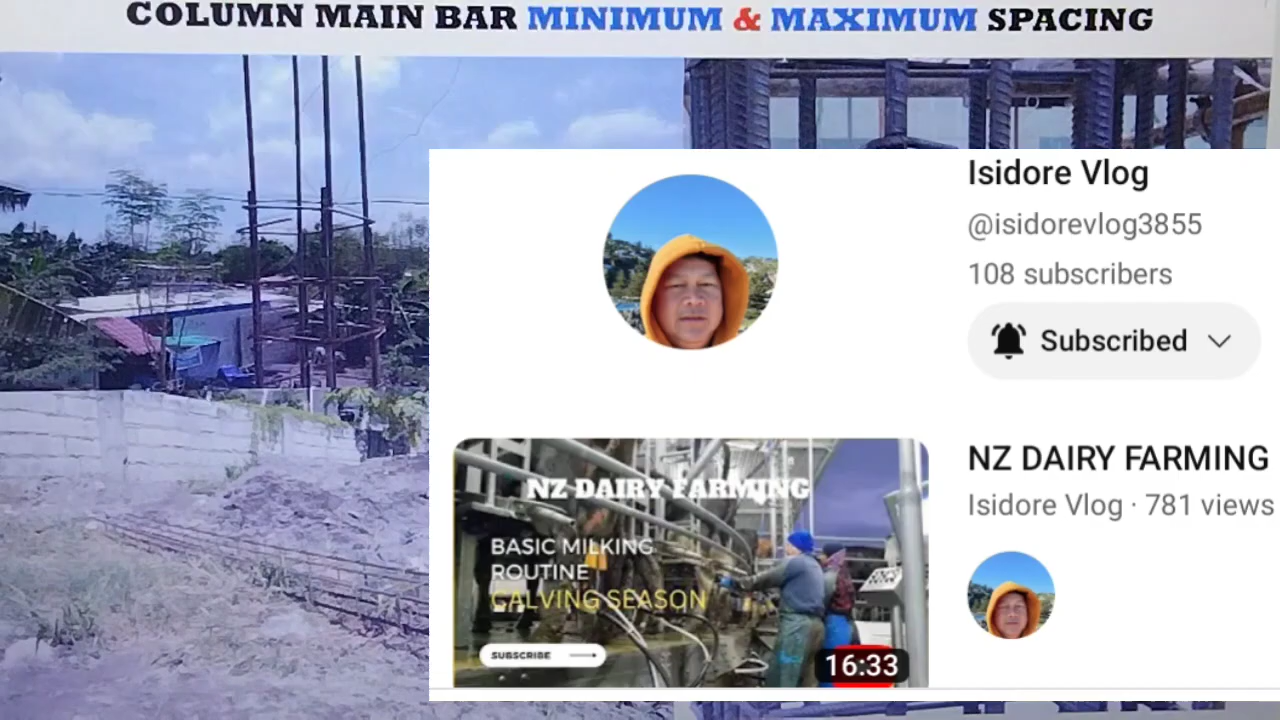 COLUMN MAIN BAR MINIMUM & MAXIMUM SPACING
Isidore Vlog
@isidorevlog3855
108 subscribers
Subscribed
NZ DAIRY FARMING
BASIC MILKING
ROUTINE
CALVING SEASON
SUBSCRIBE
16:33
NZ DAIRY FARMING
Isidore Vlog · 781 views